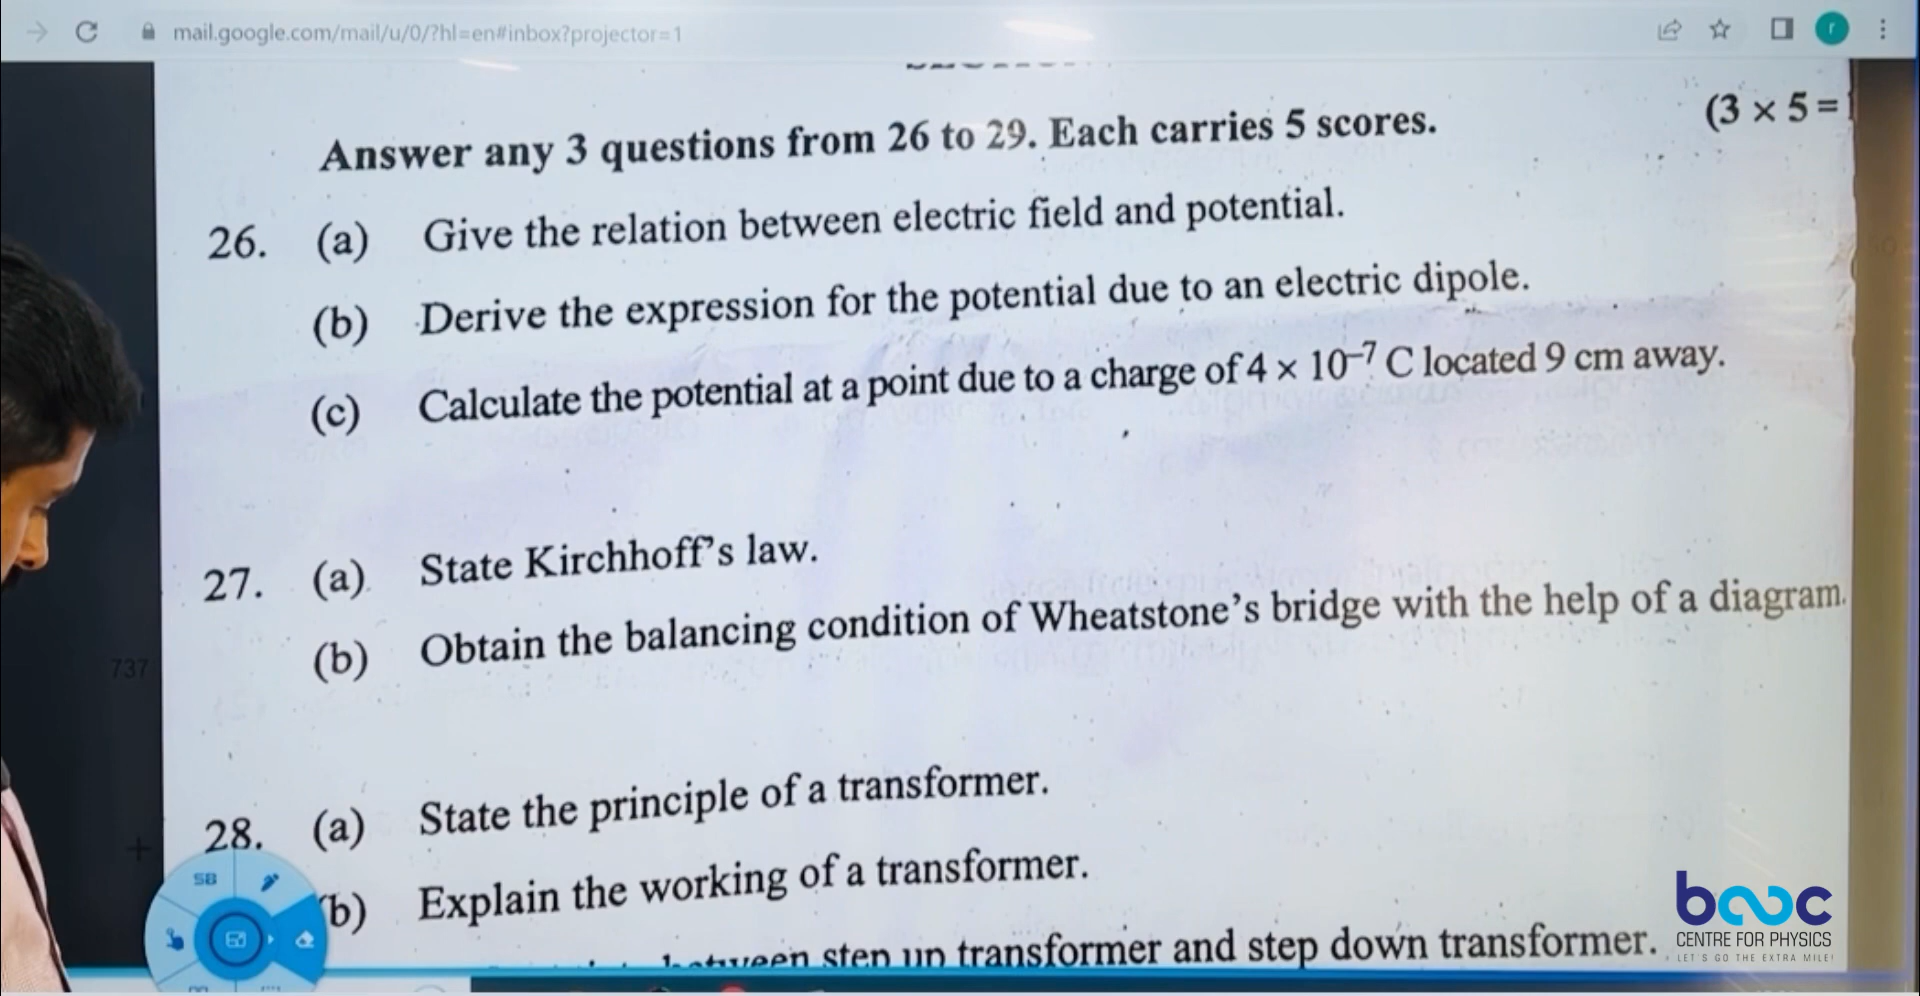 mail.google.com/mail/u/0/?hl=en#inbox?projector=1
r
(3 × 5 =
Answer any 3 questions from 26 to 29. Each carries 5 scores.
26. (a) Give the relation between electric field and potential.
(b) Derive the expression for the potential due to an electric dipole.
(c) Calculate the potential at a point due to a charge of 4 × 10⁻⁷ C located 9 cm away.
27. (a) State Kirchhoff's law.
(b) Obtain the balancing condition of Wheatstone's bridge with the help of a diagram.
737
28. (a) State the principle of a transformer.
SB
(b) Explain the working of a transformer.
between step up transformer and step down transformer.
CENTRE FOR PHYSICS
LET'S GO THE EXTRA MILE!